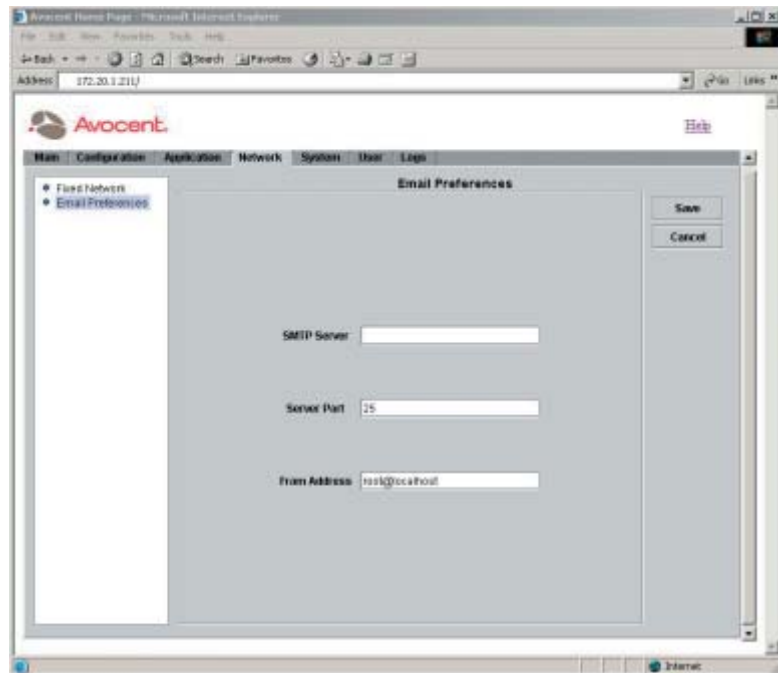 Avocent Home Page - Microsoft Internet Explorer
File Edit View Favorites Tools Help
Back Search Favorites
Address 172.20.1.211/ Go Links »
Avocent. Help
Main Configuration Application Network System User Logs
Fixed Network
Email Preferences
Email Preferences
Save
Cancel
SMTP Server
Server Port 25
From Address root@localhost
Internet